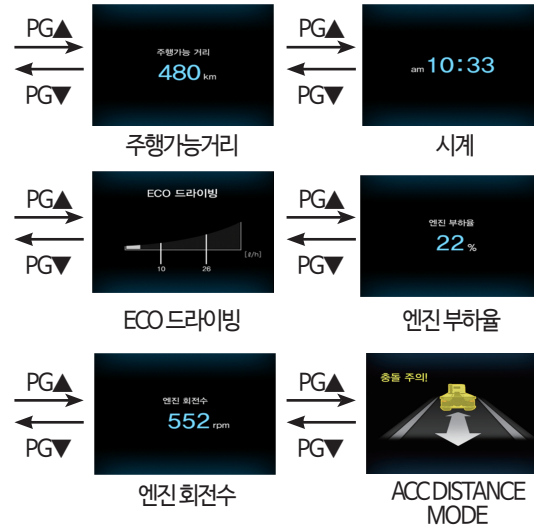 PG▲
PG▼
주행가능 거리
480 km
주행가능거리
PG▲
PG▼
am 10:33
시계
PG▲
PG▼
ECO 드라이빙
10 26 [ℓ/h]
ECO 드라이빙
PG▲
PG▼
엔진 부하율
22 %
엔진 부하율
PG▲
PG▼
엔진 회전수
552 rpm
엔진 회전수
PG▲
PG▼
충돌 주의!
ACC DISTANCE
MODE